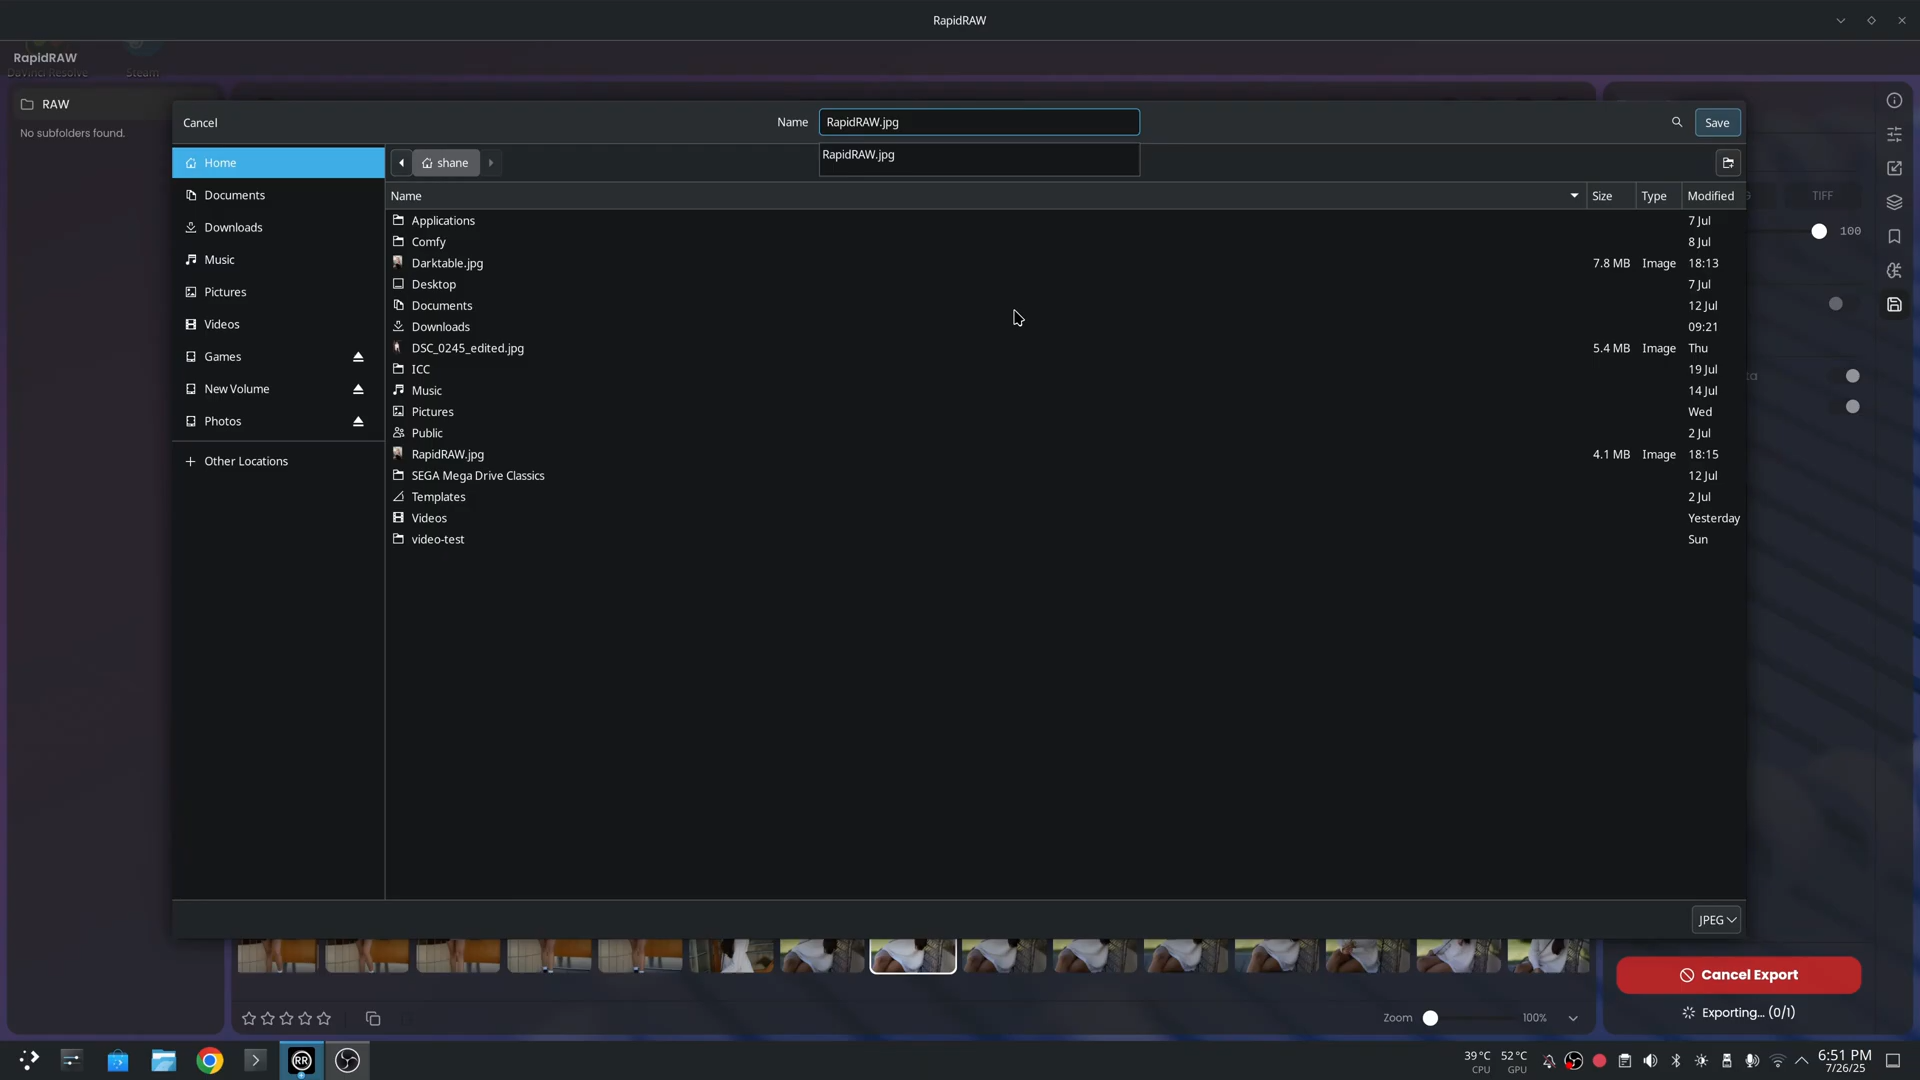 RapidRAW
RapidRAW
DaVinci Resolve
Steam
RAW
No subfolders found.
Cancel
Name
RapidRAW.jpg
Save
RapidRAW.jpg
Home
Documents
Downloads
Music
Pictures
Videos
Games
New Volume
Photos
Other Locations
shane
Name
Size
Type
Modified
Applications
7 Jul
Comfy
8 Jul
Darktable.jpg
7.8 MB
Image
18:13
Desktop
7 Jul
Documents
12 Jul
Downloads
09:21
DSC_0245_edited.jpg
5.4 MB
Image
Thu
ICC
19 Jul
Music
14 Jul
Pictures
Wed
Public
2 Jul
RapidRAW.jpg
4.1 MB
Image
18:15
SEGA Mega Drive Classics
12 Jul
Templates
2 Jul
Videos
Yesterday
video-test
Sun
JPEG
TIFF
100
ta
Cancel Export
Exporting... (0/1)
Zoom
100%
RR
39°C
CPU
52°C
GPU
6:51 PM
7/26/25